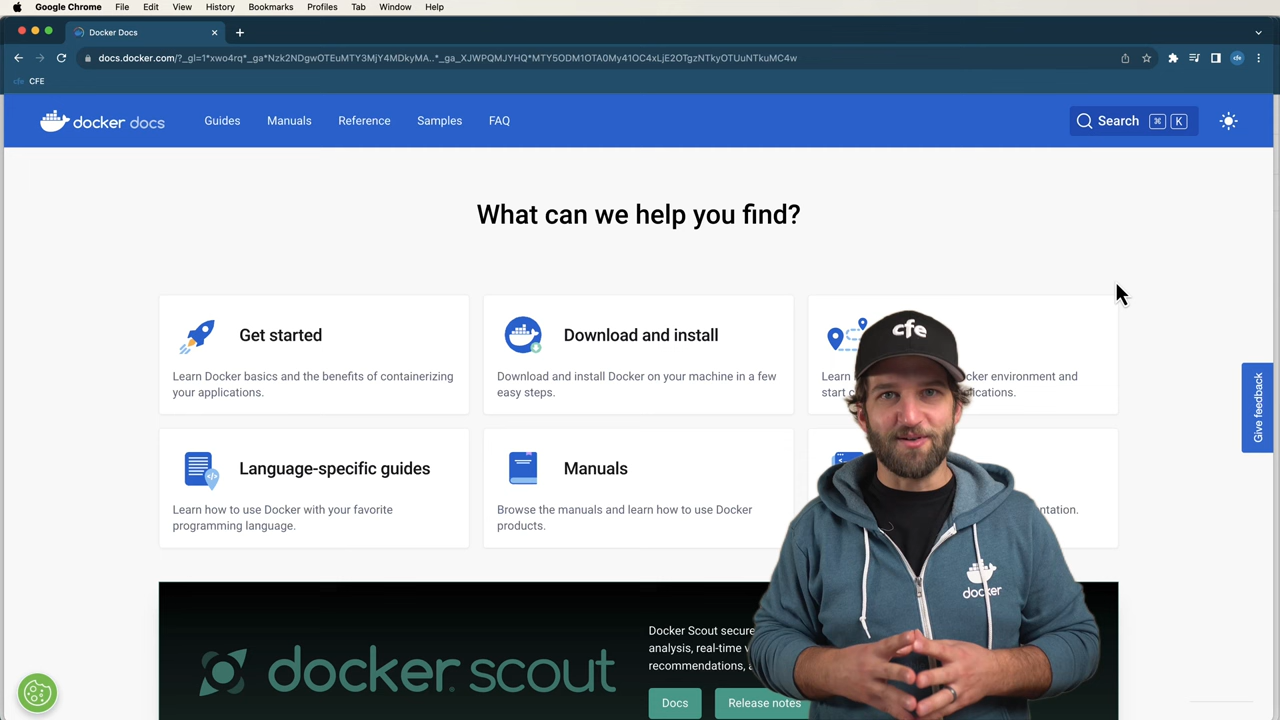 Google Chrome File Edit View History Bookmarks Profiles Tab Window Help
Docker Docs
docs.docker.com/?_gl=1*xwo4rq*_ga*Nzk2NDgwOTEuMTY3MjY4MDkyMA..*_ga_XJWPQMJYHQ*MTY5ODM1OTA0My41OC4xLjE2OTgzNTkyOTUuNTkuMC4w
cfe
cfe CFE
docker docs Guides Manuals Reference Samples FAQ Search ⌘ K
What can we help you find?
Get started
Learn Docker basics and the benefits of containerizing
your applications.
Download and install
Download and install Docker on your machine in a few
easy steps.
Learn
cker environment and
start
ications.
Language-specific guides
Learn how to use Docker with your favorite
programming language.
Manuals
Browse the manuals and learn how to use Docker
products.
ntation.
Give feedback
cfe
docker
docker scout
Docker Scout secure
analysis, real-time v
recommendations, a
Docs Release notes